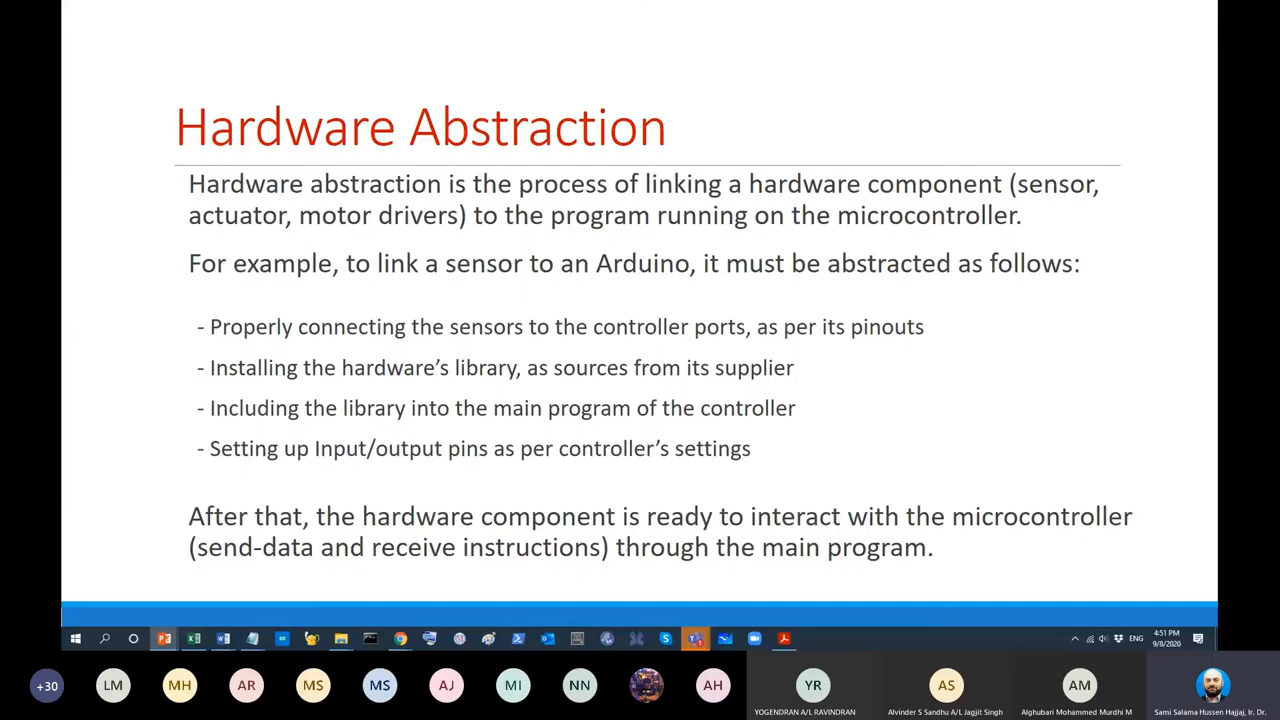 Hardware Abstraction
Hardware abstraction is the process of linking a hardware component (sensor,
actuator, motor drivers) to the program running on the microcontroller.
For example, to link a sensor to an Arduino, it must be abstracted as follows:
- Properly connecting the sensors to the controller ports, as per its pinouts
- Installing the hardware's library, as sources from its supplier
- Including the library into the main program of the controller
- Setting up Input/output pins as per controller's settings
After that, the hardware component is ready to interact with the microcontroller
(send-data and receive instructions) through the main program.
ENG
4:51 PM
9/8/2020
+30 LM MH AR MS MS AJ MI NN AH YR AS AM
YOGENDRAN A/L RAVINDRAN Alvinder S Sandhu A/L Jagjit Singh Alghubari Mohammed Murdhi M Sami Salama Hussen Hajjaj, Ir. Dr.